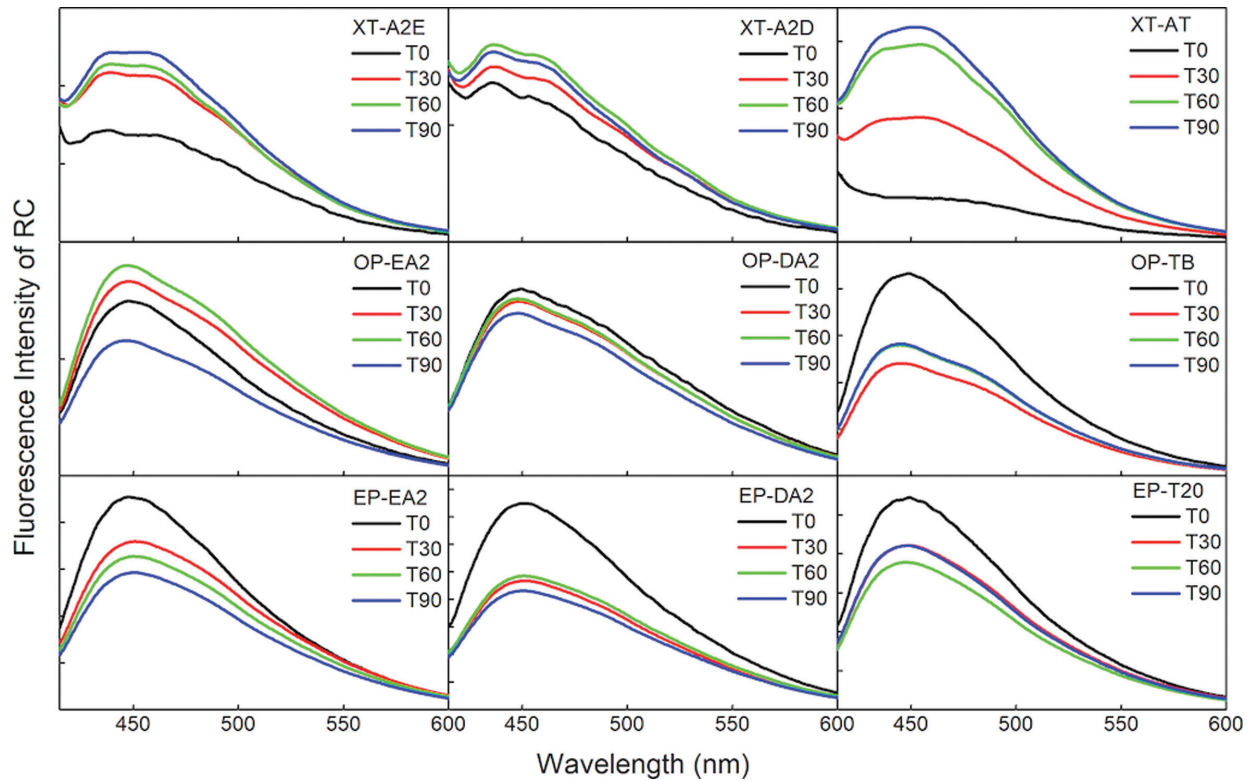 XT-A2E
T0
T30
T60
T90
XT-A2D
T0
T30
T60
T90
XT-AT
T0
T30
T60
T90
OP-EA2
T0
T30
T60
T90
OP-DA2
T0
T30
T60
T90
OP-TB
T0
T30
T60
T90
EP-EA2
T0
T30
T60
T90
EP-DA2
T0
T30
T60
T90
EP-T20
T0
T30
T60
T90
Fluorescence Intensity of RC
450 500 550 600 450 500 550 600 450 500 550 600
Wavelength (nm)